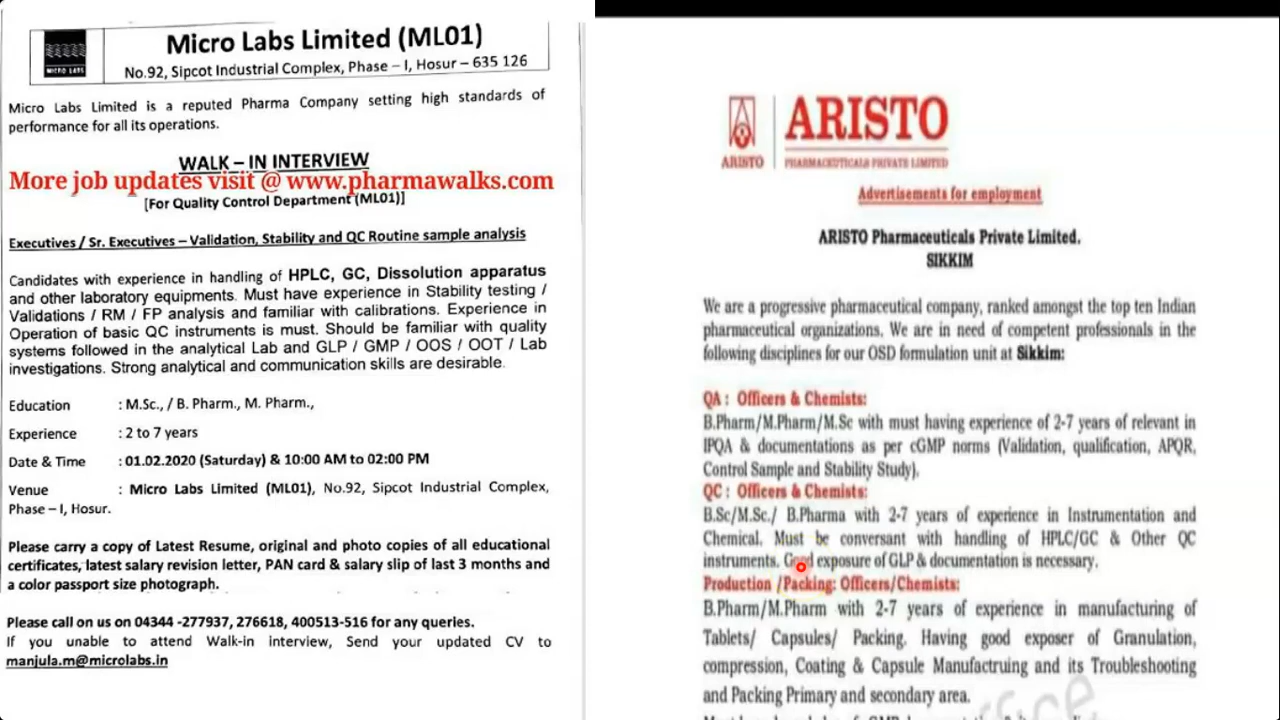 MICRO LABS
Micro Labs Limited (ML01)
No.92, Sipcot Industrial Complex, Phase – I, Hosur – 635 126
Micro Labs Limited is a reputed Pharma Company setting high standards of
performance for all its operations.
WALK – IN INTERVIEW
More job updates visit @ www.pharmawalks.com
[For Quality Control Department (ML01)]
Executives / Sr. Executives – Validation, Stability and QC Routine sample analysis
Candidates with experience in handling of HPLC, GC, Dissolution apparatus
and other laboratory equipments. Must have experience in Stability testing /
Validations / RM / FP analysis and familiar with calibrations. Experience in
Operation of basic QC instruments is must. Should be familiar with quality
systems followed in the analytical Lab and GLP / GMP / OOS / OOT / Lab
investigations. Strong analytical and communication skills are desirable.
Education : M.Sc., / B. Pharm., M. Pharm.,
Experience : 2 to 7 years
Date & Time : 01.02.2020 (Saturday) & 10:00 AM to 02:00 PM
Venue : Micro Labs Limited (ML01), No.92, Sipcot Industrial Complex,
Phase – I, Hosur.
Please carry a copy of Latest Resume, original and photo copies of all educational
certificates, latest salary revision letter, PAN card & salary slip of last 3 months and
a color passport size photograph.
Please call on us on 04344 -277937, 276618, 400513-516 for any queries.
If you unable to attend Walk-in interview, Send your updated CV to
manjula.m@microlabs.in
ARISTO
ARISTO
PHARMACEUTICALS PRIVATE LIMITED
Advertisements for employment
ARISTO Pharmaceuticals Private Limited.
SIKKIM
We are a progressive pharmaceutical company, ranked amongst the top ten Indian
pharmaceutical organizations. We are in need of competent professionals in the
following disciplines for our OSD formulation unit at Sikkim:
QA : Officers & Chemists:
B.Pharm/M.Pharm/M.Sc with must having experience of 2-7 years of relevant in
IPQA & documentations as per cGMP norms (Validation, qualification, APQR,
Control Sample and Stability Study).
QC : Officers & Chemists:
B.Sc/M.Sc./ B.Pharma with 2-7 years of experience in Instrumentation and
Chemical. Must be conversant with handling of HPLC/GC & Other QC
instruments. Good exposure of GLP & documentation is necessary.
Production /Packing: Officers/Chemists:
B.Pharm/M.Pharm with 2-7 years of experience in manufacturing of
Tablets/ Capsules/ Packing. Having good exposer of Granulation,
compression, Coating & Capsule Manufactruing and its Troubleshooting
and Packing Primary and secondary area.